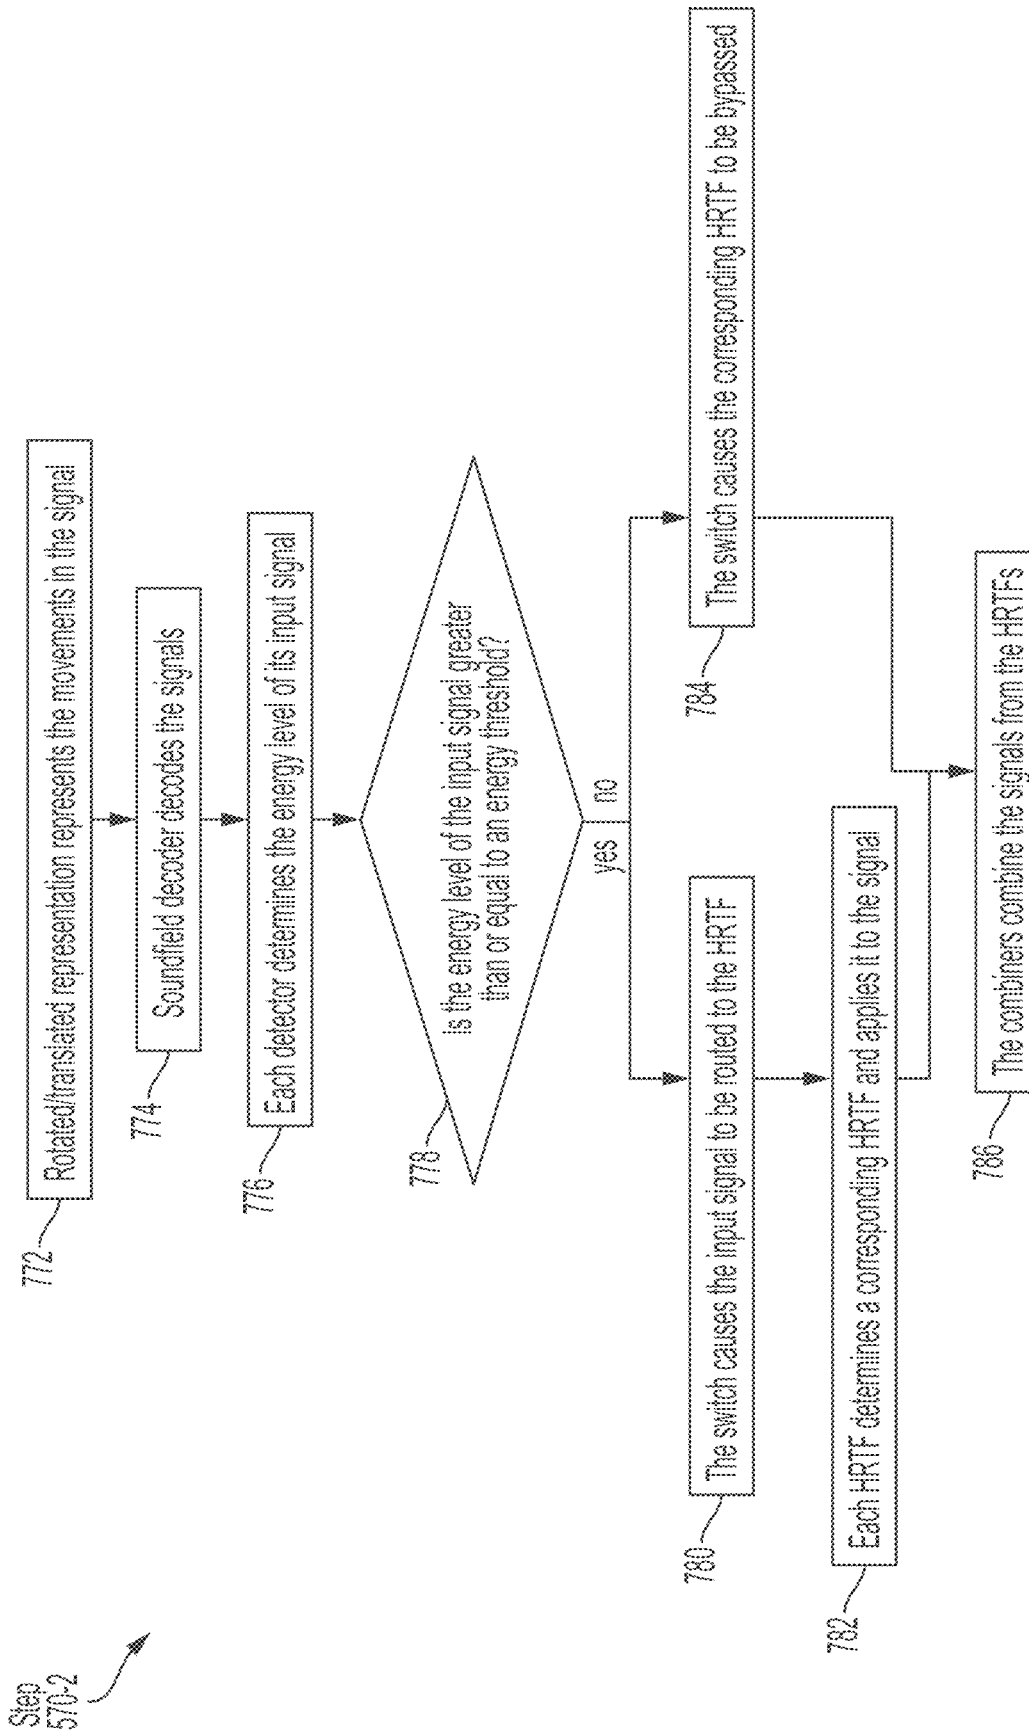 Step
570-2
772
Rotated/translated representation represents the movements in the signal
774
Soundfield decoder decodes the signals
776
Each detector determines the energy level of its input signal
778
Is the energy level of the input signal greater
than or equal to an energy threshold?
yes
no
780
The switch causes the input signal to be routed to the HRTF
784
The switch causes the corresponding HRTF to be bypassed
782
Each HRTF determines a corresponding HRTF and applies it to the signal
786
The combiners combine the signals from the HRTFs